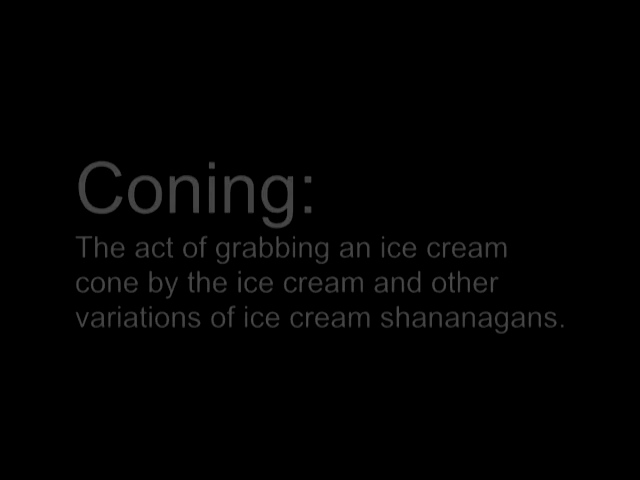 Coning:
The act of grabbing an ice cream
cone by the ice cream and other
variations of ice cream shananagans.